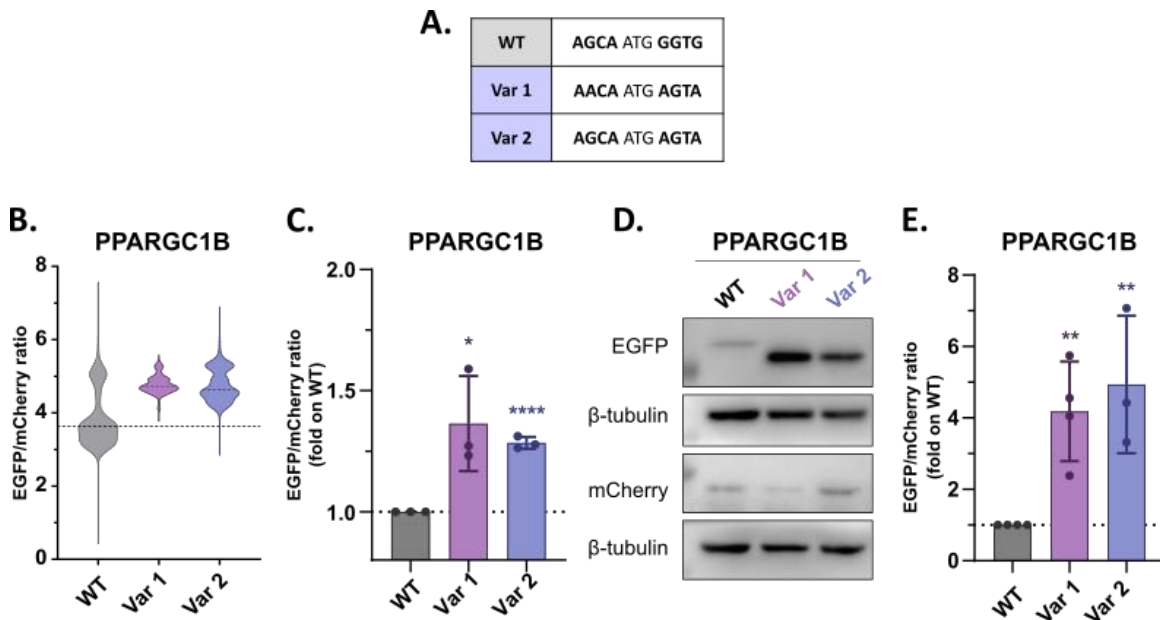 A.
WT AGCA ATG GGTG
Var 1 AACA ATG AGTA
Var 2 AGCA ATG AGTA
B.
PPARGC1B
EGFP/mCherry ratio
8
6
4
2
0
WT Var 1 Var 2
C.
PPARGC1B
EGFP/mCherry ratio
(fold on WT)
2.0
1.5
1.0
*
****
WT Var 1 Var 2
D.
PPARGC1B
WT Var 1 Var 2
EGFP
β-tubulin
mCherry
β-tubulin
E.
PPARGC1B
EGFP/mCherry ratio
(fold on WT)
8
6
4
2
0
**
**
WT Var 1 Var 2